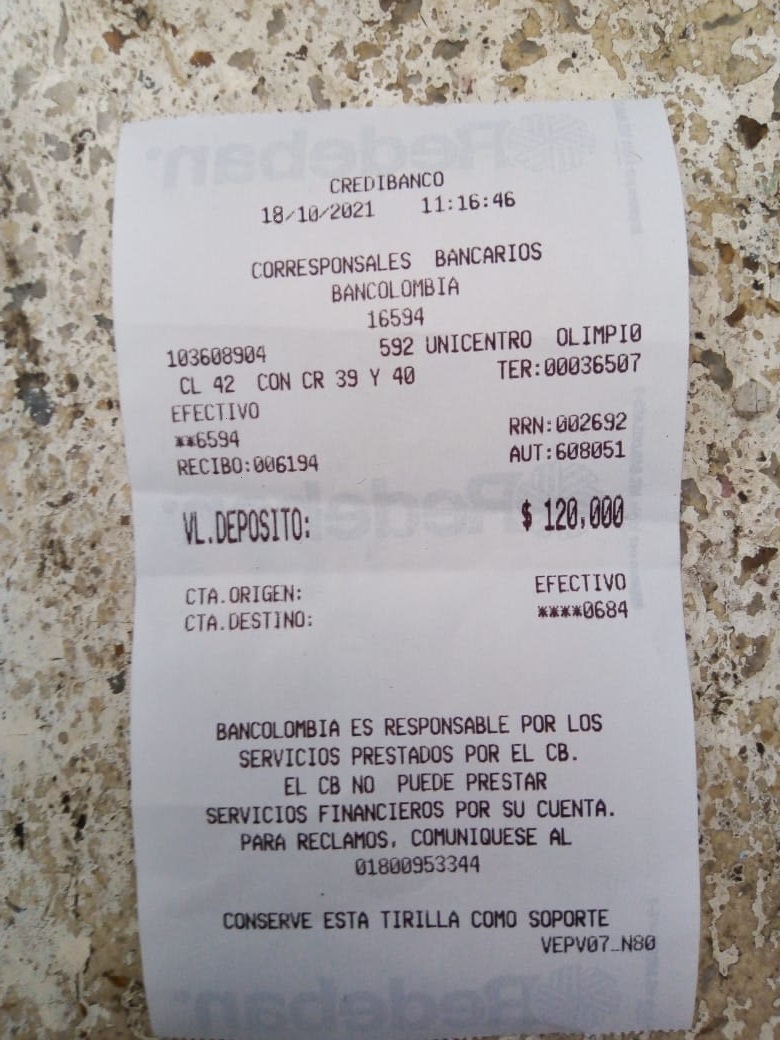 CREDIBANCO
18/10/2021 11:16:46
CORRESPONSALES BANCARIOS
BANCOLOMBIA
16594
103608904 592 UNICENTRO OLIMPIO
CL 42 CON CR 39 Y 40 TER:00036507
EFECTIVO
**6594 RRN:002692
RECIBO:006194 AUT:608051
VL.DEPOSITO: $ 120,000
CTA.ORIGEN: EFECTIVO
CTA.DESTINO: ****0684
BANCOLOMBIA ES RESPONSABLE POR LOS
SERVICIOS PRESTADOS POR EL CB.
EL CB NO PUEDE PRESTAR
SERVICIOS FINANCIEROS POR SU CUENTA.
PARA RECLAMOS, COMUNIQUESE AL
01800953344
CONSERVE ESTA TIRILLA COMO SOPORTE
VEPV07_N80
Redeban
Redeban
Redeban